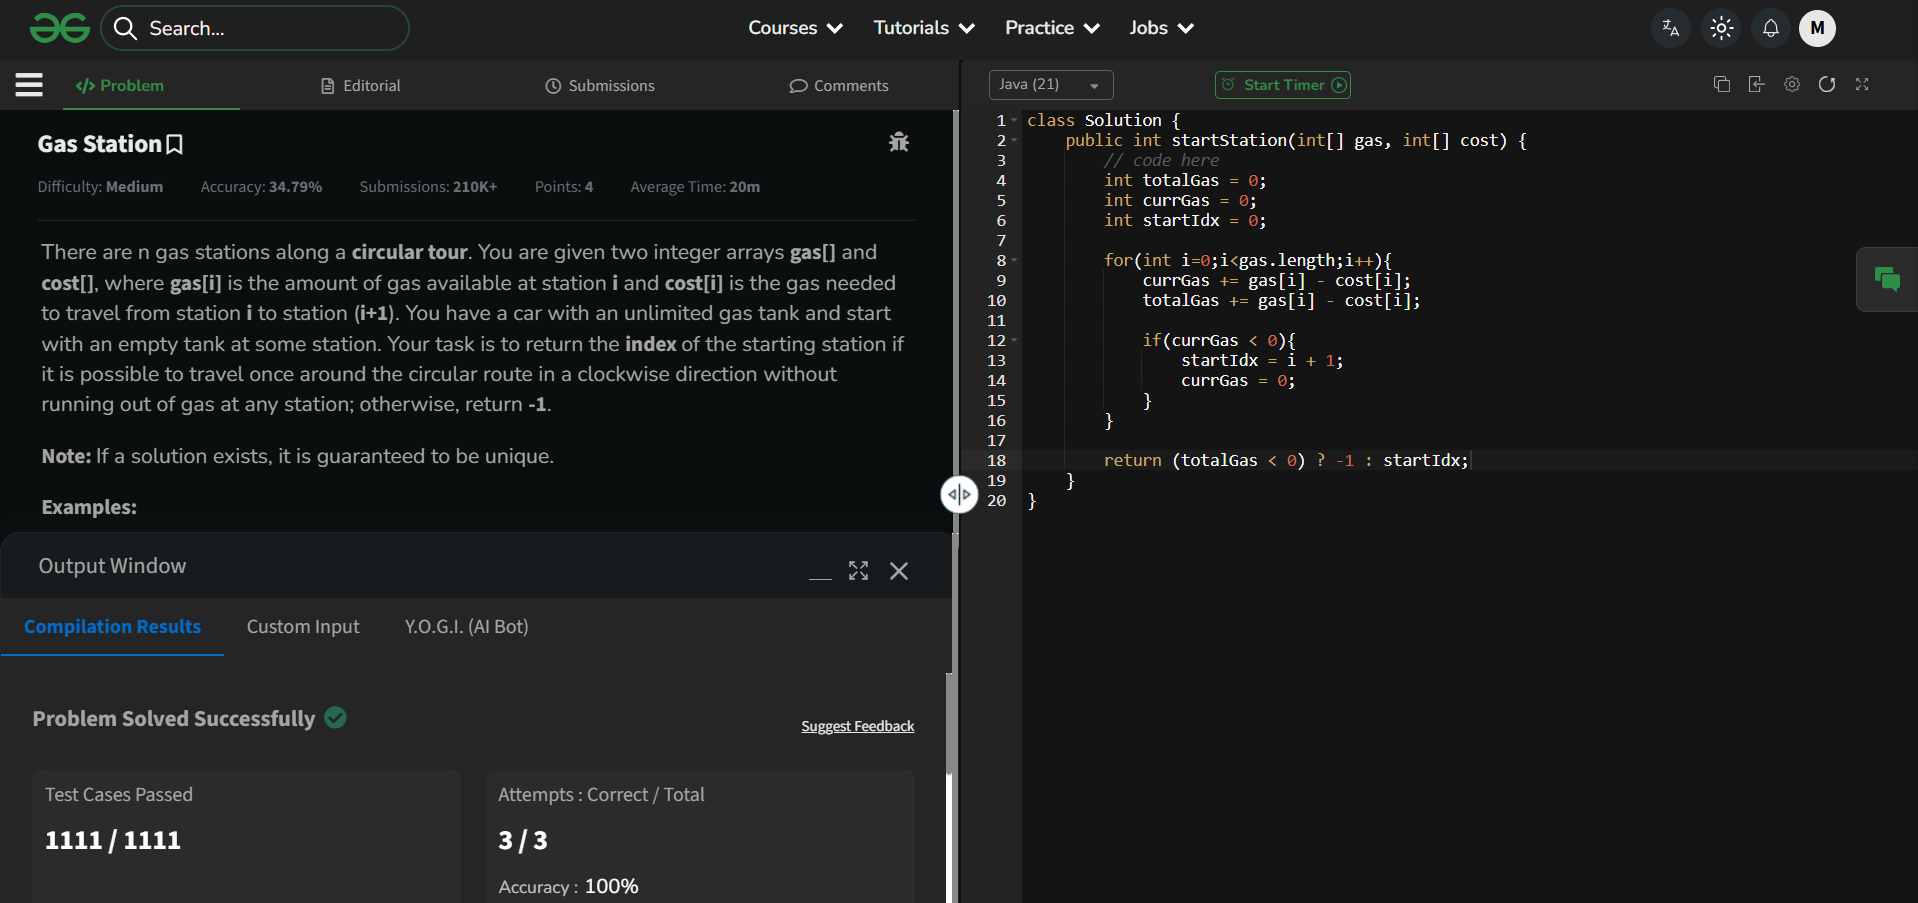 Search...
Courses
Tutorials
Practice
Jobs
M
Problem
Editorial
Submissions
Comments
Java (21)
Start Timer
Gas Station
Difficulty: Medium Accuracy: 34.79% Submissions: 210K+ Points: 4 Average Time: 20m
There are n gas stations along a circular tour. You are given two integer arrays gas[] and
cost[], where gas[i] is the amount of gas available at station i and cost[i] is the gas needed
to travel from station i to station (i+1). You have a car with an unlimited gas tank and start
with an empty tank at some station. Your task is to return the index of the starting station if
it is possible to travel once around the circular route in a clockwise direction without
running out of gas at any station; otherwise, return -1.
Note: If a solution exists, it is guaranteed to be unique.
Examples:
Output Window
Compilation Results
Custom Input
Y.O.G.I. (AI Bot)
Problem Solved Successfully
Suggest Feedback
Test Cases Passed
1111 / 1111
Attempts : Correct / Total
3 / 3
Accuracy : 100%
1 class Solution {
2 public int startStation(int[] gas, int[] cost) {
3 // code here
4 int totalGas = 0;
5 int currGas = 0;
6 int startIdx = 0;
7
8 for(int i=0;i<gas.length;i++){
9 currGas += gas[i] - cost[i];
10 totalGas += gas[i] - cost[i];
11
12 if(currGas < 0){
13 startIdx = i + 1;
14 currGas = 0;
15 }
16 }
17
18 return (totalGas < 0) ? -1 : startIdx;
19 }
20 }